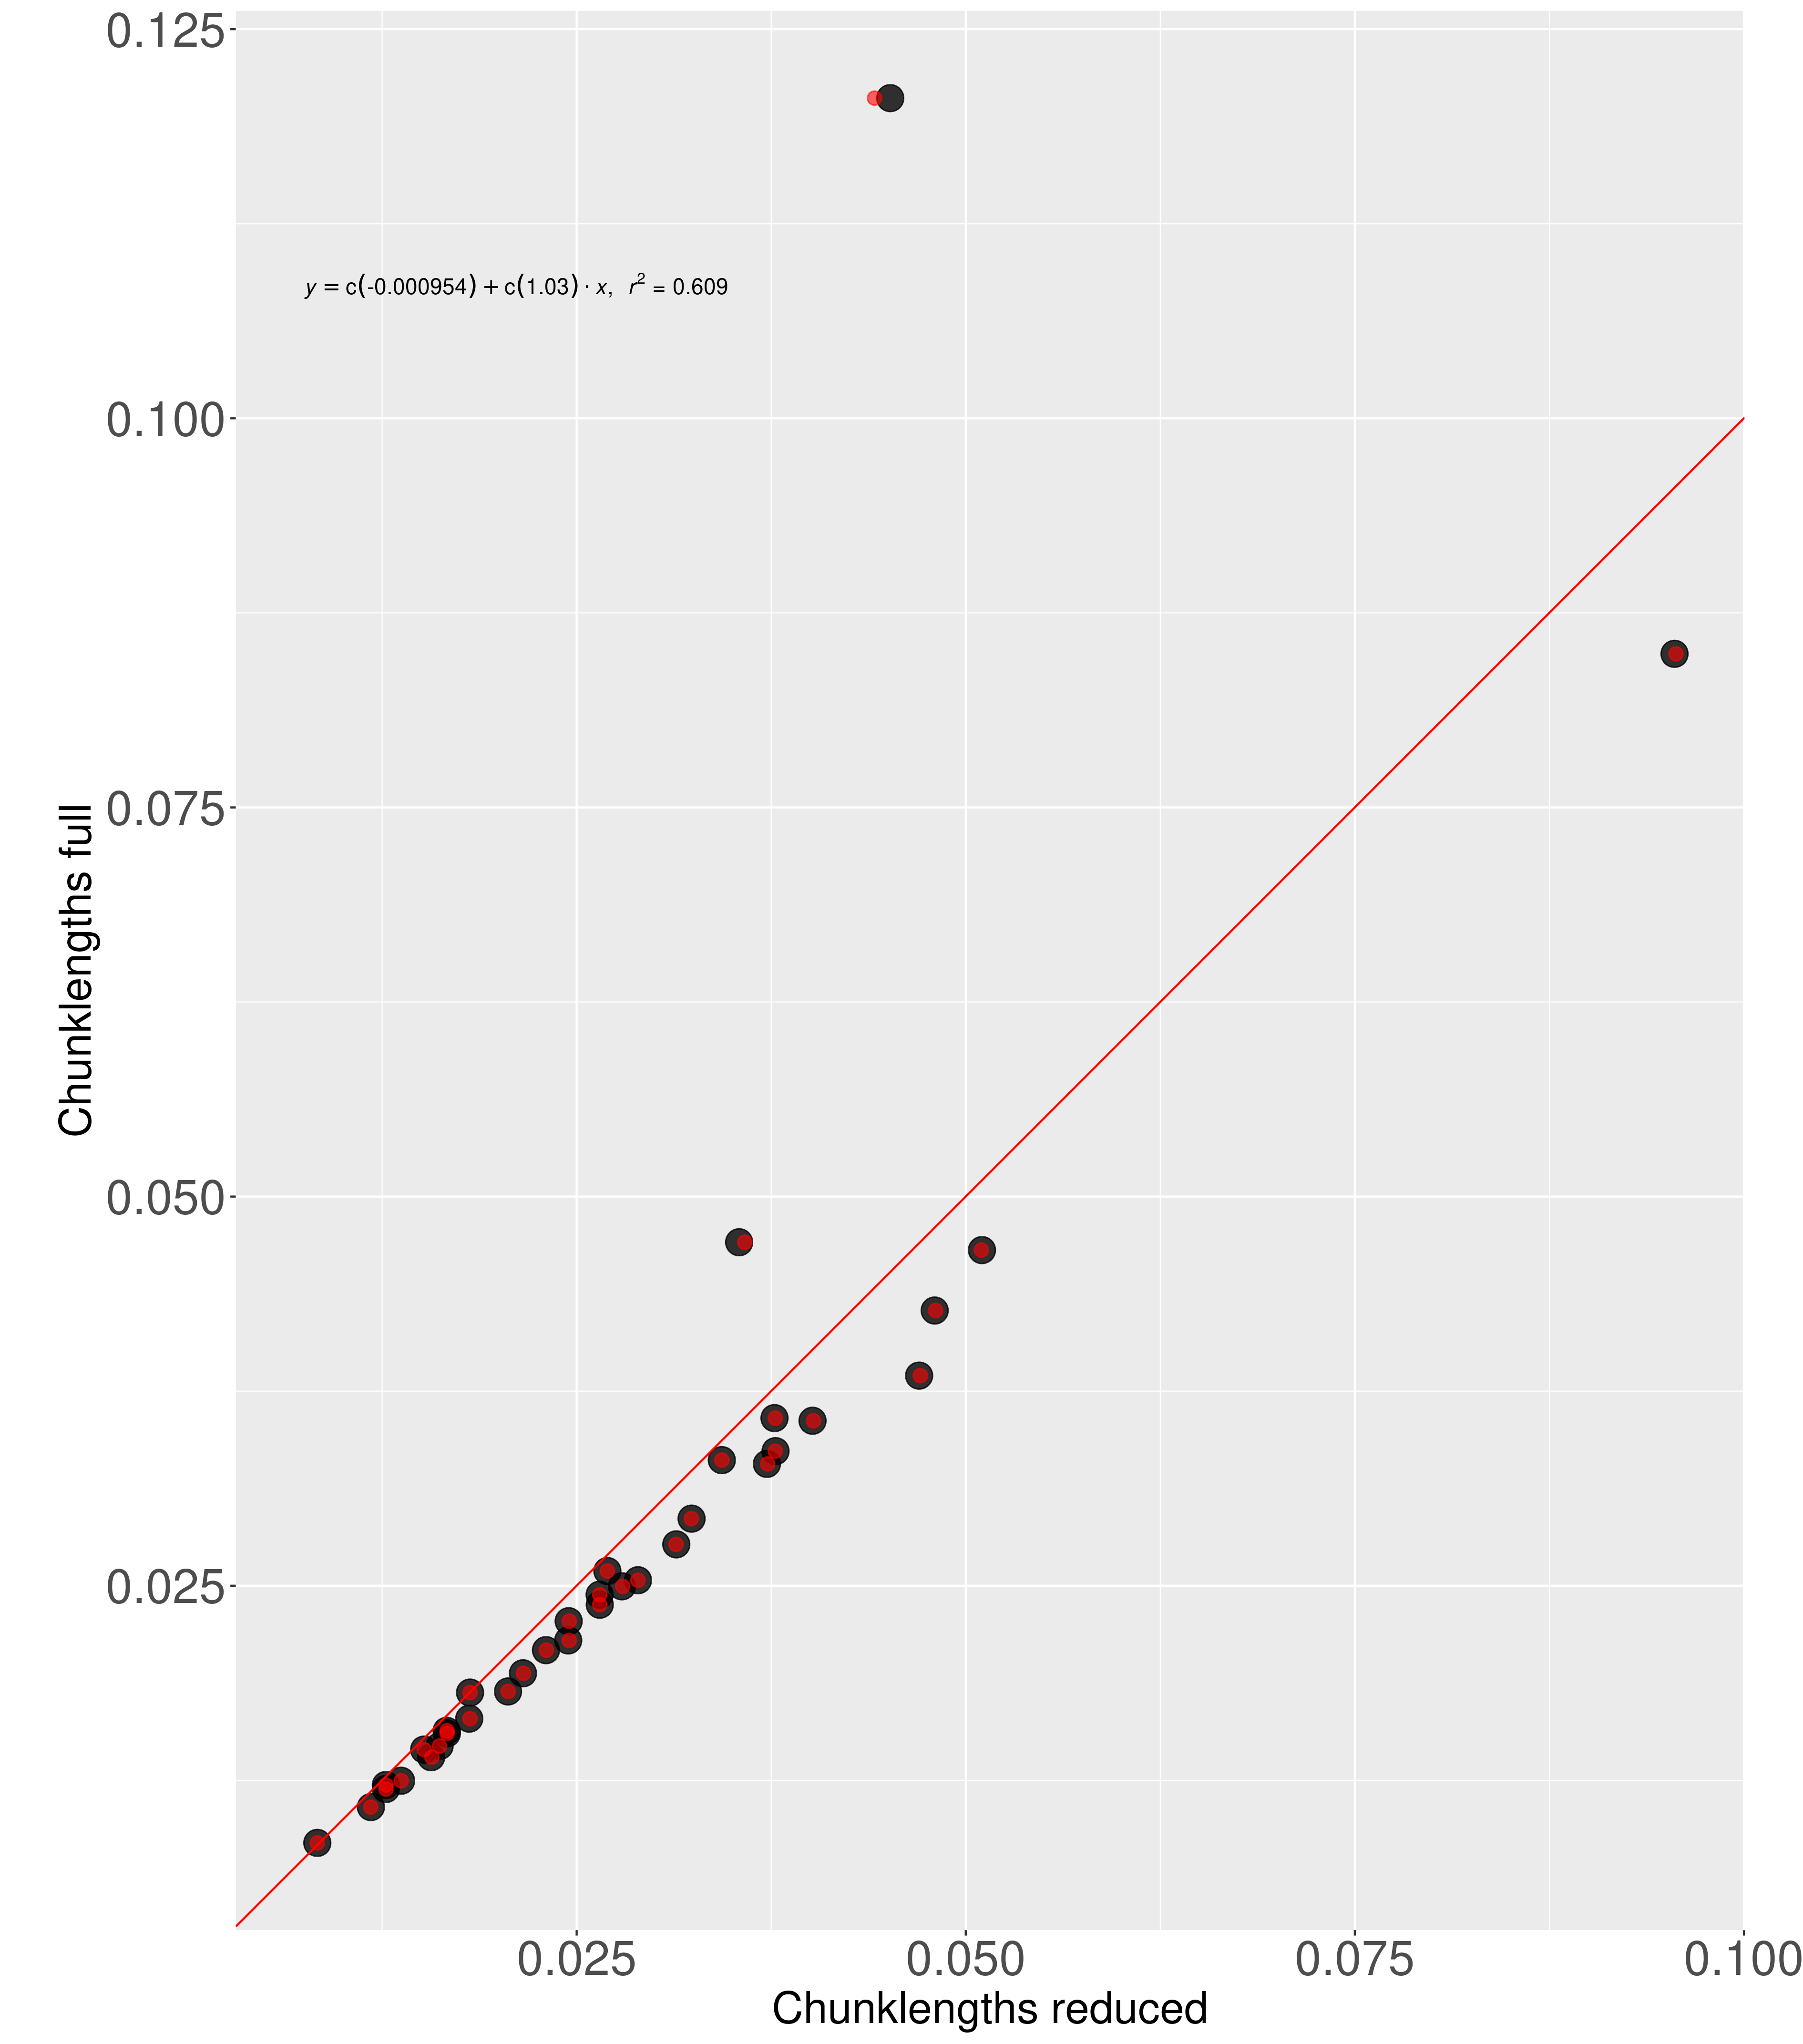 0.125
y = c(-0.000954) + c(1.03) · x, r² = 0.609
0.100
0.075
Chunklengths full
0.050
0.025
0.025 0.050 0.075 0.100
Chunklengths reduced